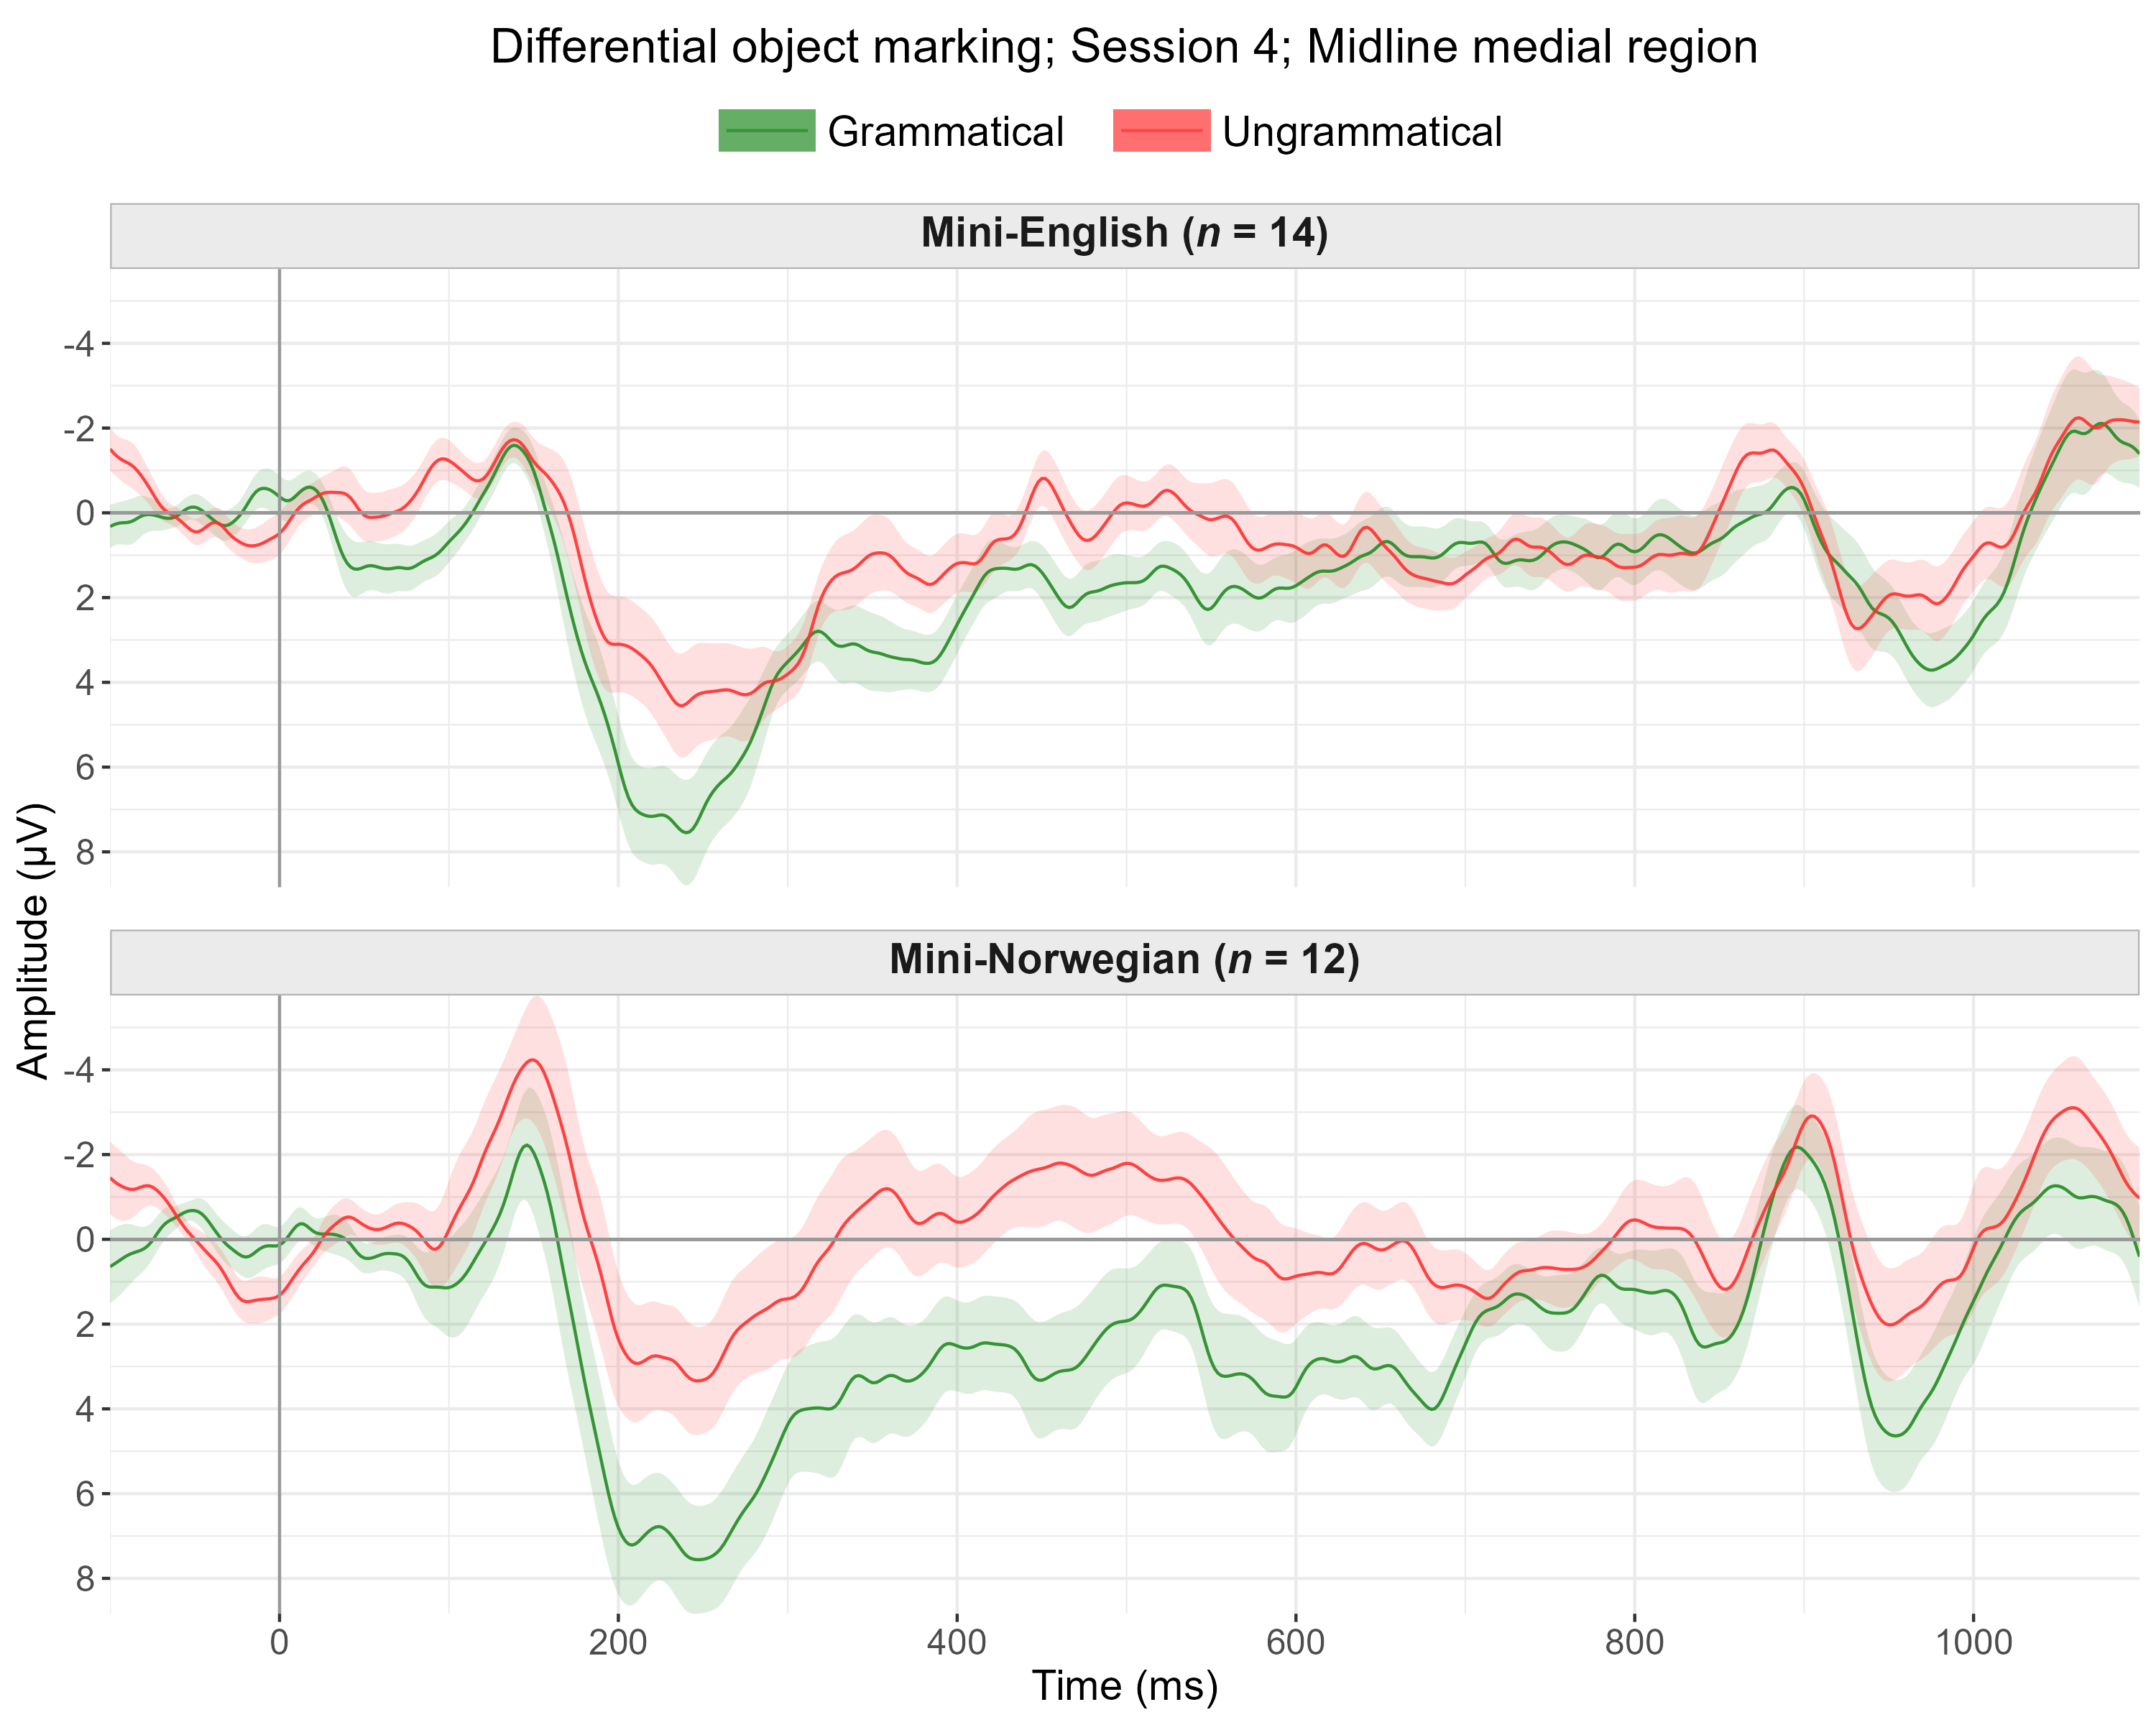 Differential object marking; Session 4; Midline medial region
Grammatical Ungrammatical
Mini-English (n = 14)
-4
-2
0
2
4
6
8
Amplitude (µV)
Mini-Norwegian (n = 12)
-4
-2
0
2
4
6
8
0 200 400 600 800 1000
Time (ms)